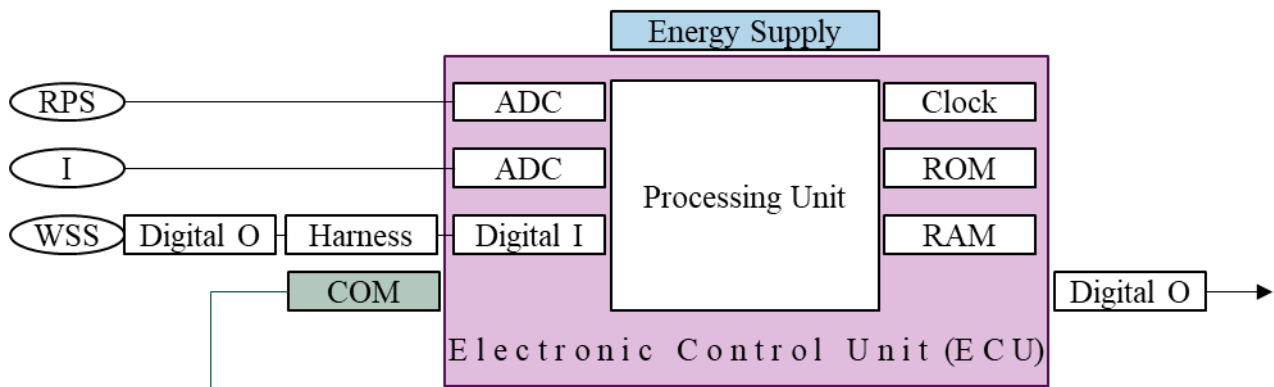 Energy Supply
RPS
ADC
Clock
I
ADC
ROM
Processing Unit
WSS
Digital O
Harness
Digital I
RAM
COM
Digital O
Electronic Control Unit (ECU)